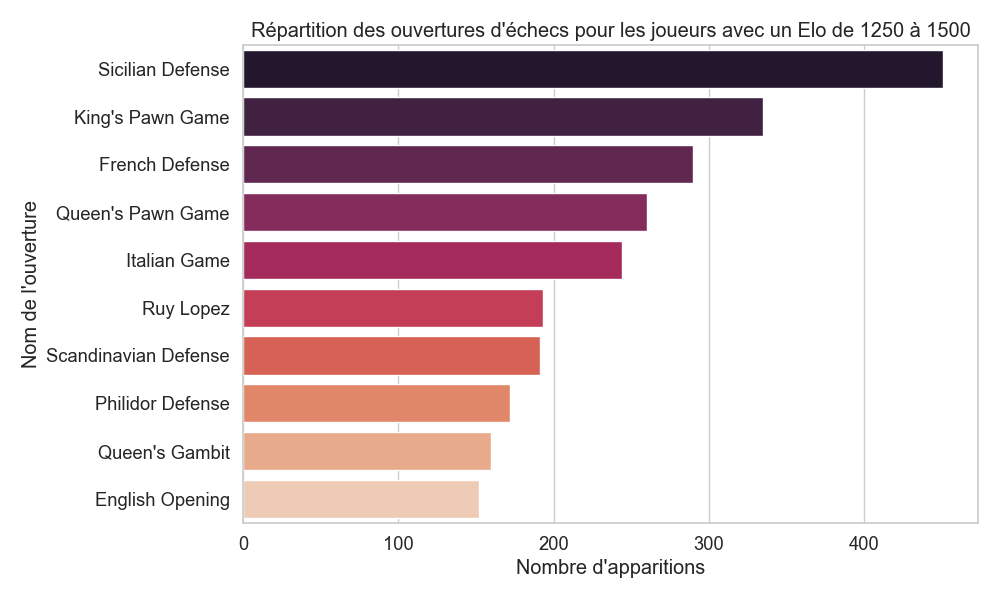 Répartition des ouvertures d'échecs pour les joueurs avec un Elo de 1250 à 1500
Nom de l'ouverture
Sicilian Defense
King's Pawn Game
French Defense
Queen's Pawn Game
Italian Game
Ruy Lopez
Scandinavian Defense
Philidor Defense
Queen's Gambit
English Opening
0 100 200 300 400
Nombre d'apparitions